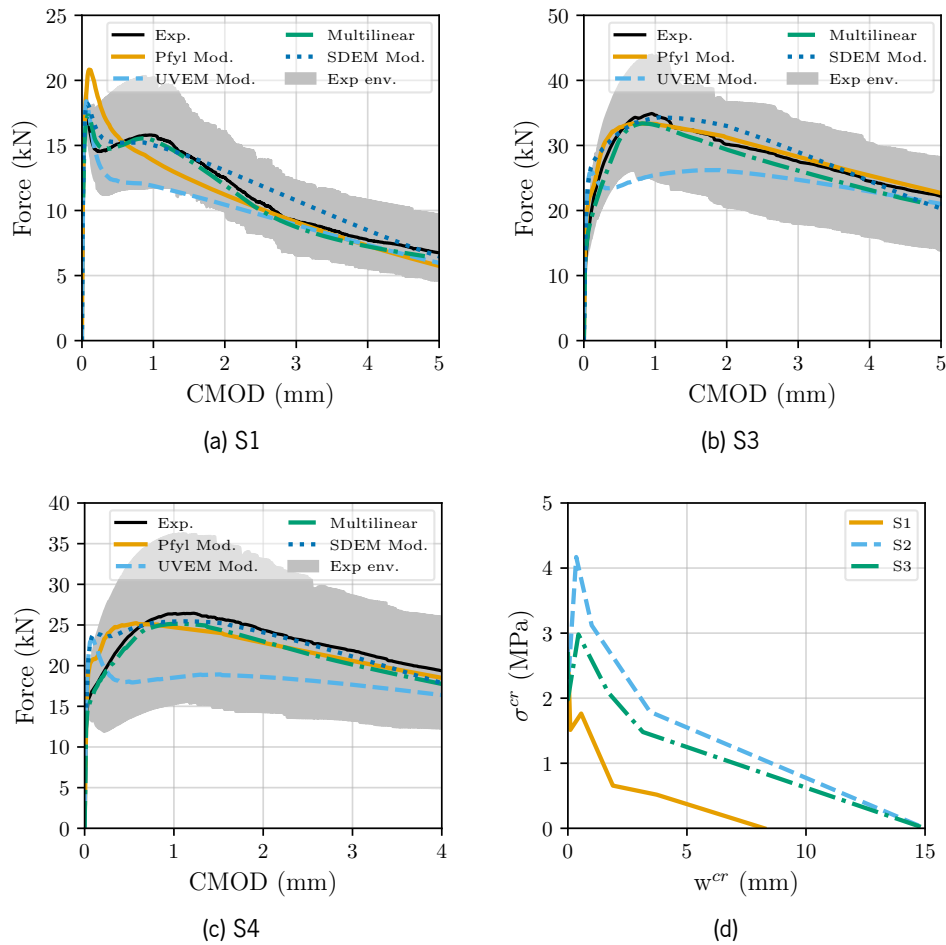 25
20
15
10
5
0
Force (kN)
Exp.
Pfyl Mod.
UVEM Mod.
Multilinear
SDEM Mod.
Exp env.
0 1 2 3 4 5
CMOD (mm)
(a) S1
50
40
30
20
10
0
Force (kN)
Exp.
Pfyl Mod.
UVEM Mod.
Multilinear
SDEM Mod.
Exp env.
0 1 2 3 4 5
CMOD (mm)
(b) S3
40
35
30
25
20
15
10
5
0
Force (kN)
Exp.
Pfyl Mod.
UVEM Mod.
Multilinear
SDEM Mod.
Exp env.
0 1 2 3 4
CMOD (mm)
(c) S4
5
4
3
2
1
0
σ^cr (MPa)
S1
S2
S3
0 5 10 15
w^cr (mm)
(d)